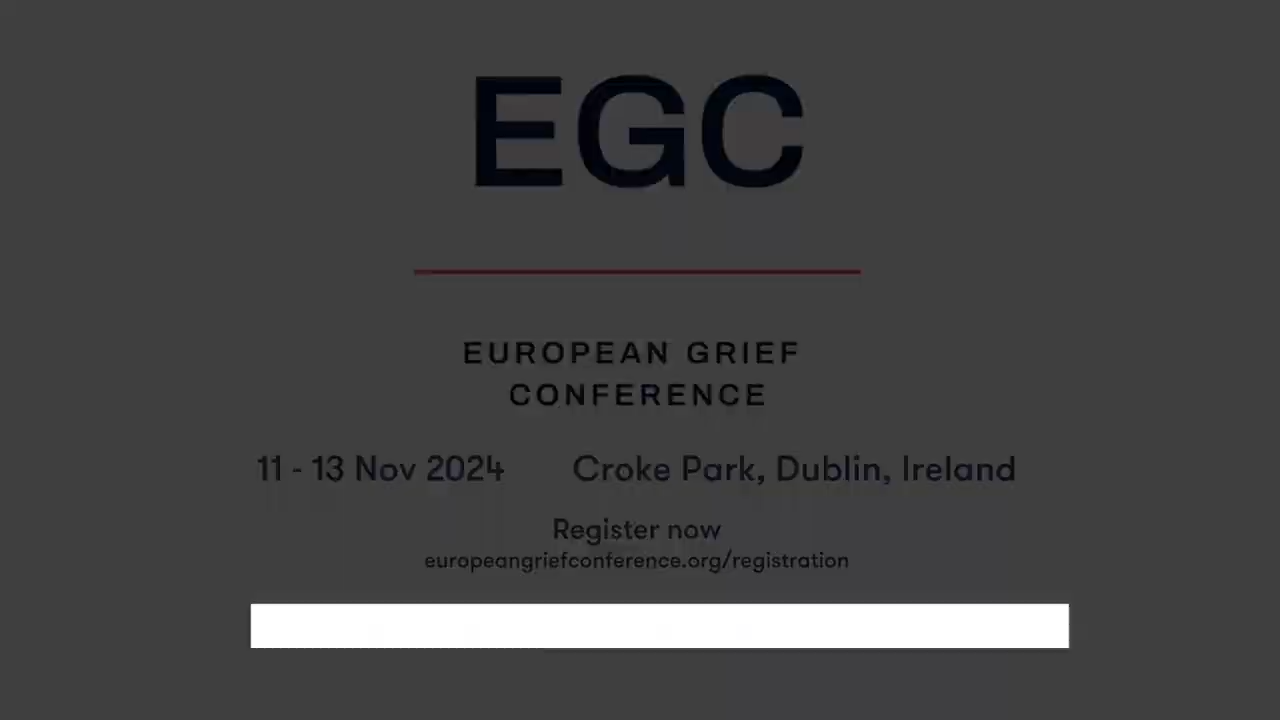 EGC
EUROPEAN GRIEF
CONFERENCE
11 - 13 Nov 2024 Croke Park, Dublin, Ireland
Register now
europeangriefconference.org/registration